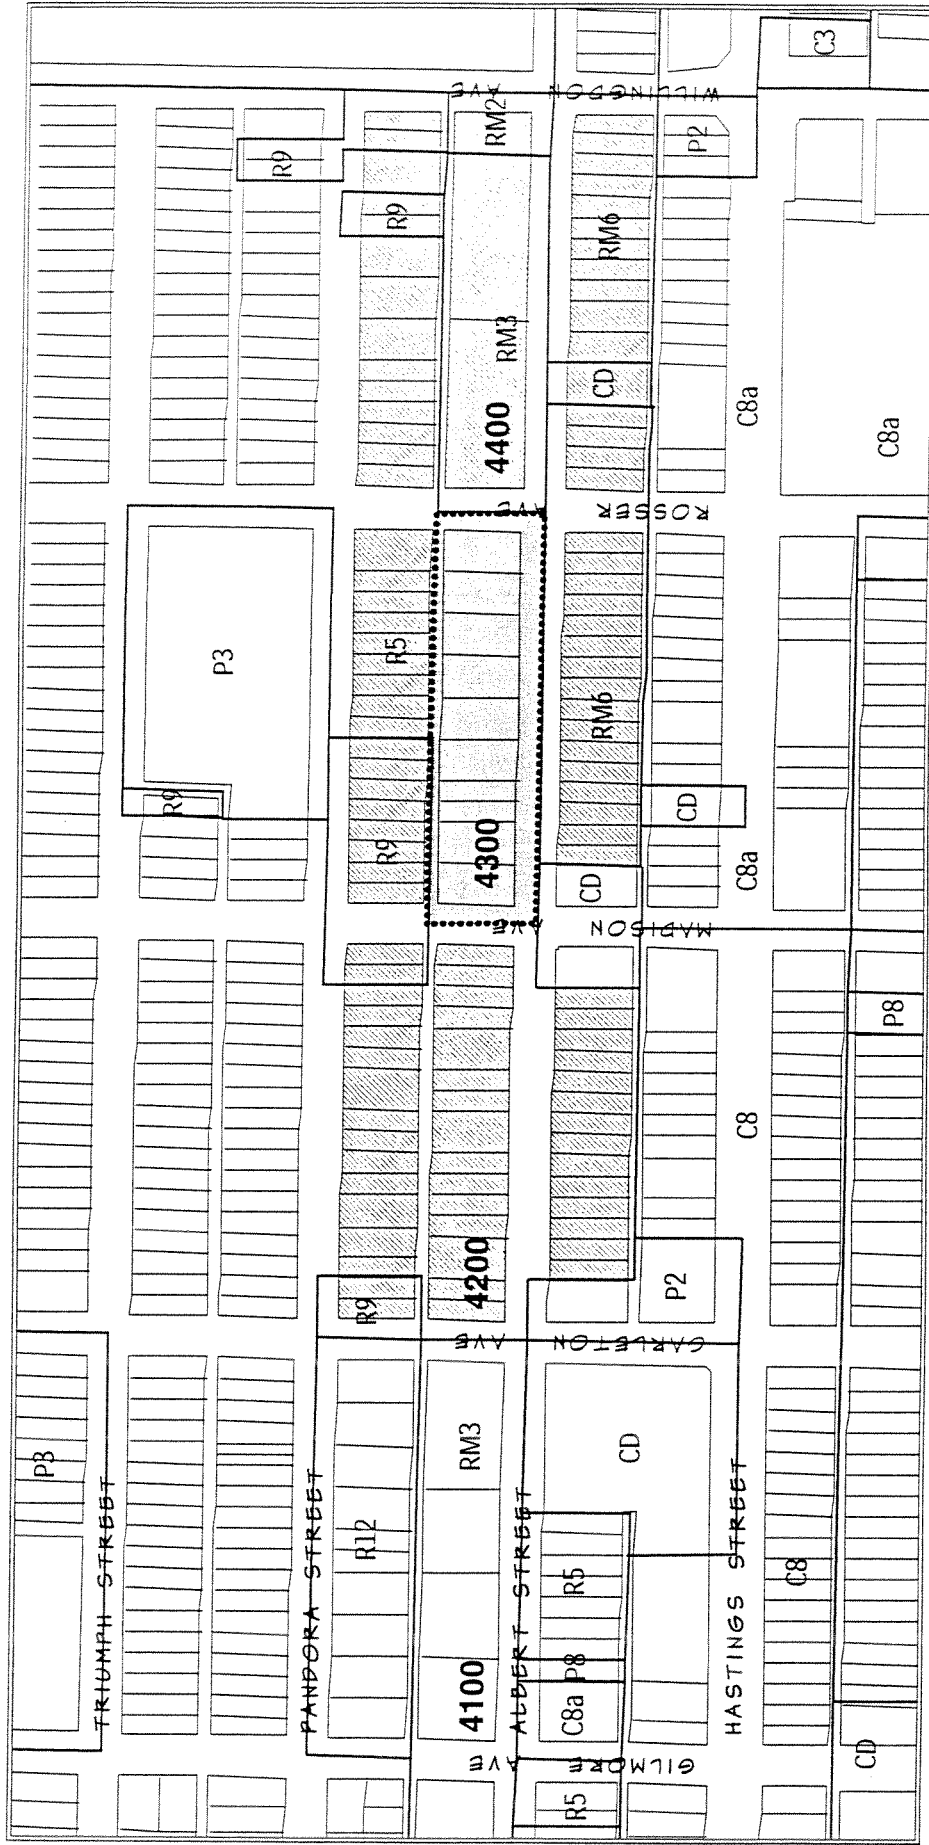 P3
TRIUMPH STREET
R9
P3
R9
PANDORA STREET
R12
R9
R9
R5
R9
4100
RM3
4200
4300
4400
RM3
RM2
ALBERT STREET
R5
C8a
P8
R5
CD
CD
RM6
CD
RM6
P2
CD
P2
HASTINGS STREET
C8
C8
C8a
C8a
C8a
C3
CD
P8
GILMORE AVE
CARLETON AVE
MADISON AVE
ROSSER AVE
WILLINGDON AVE